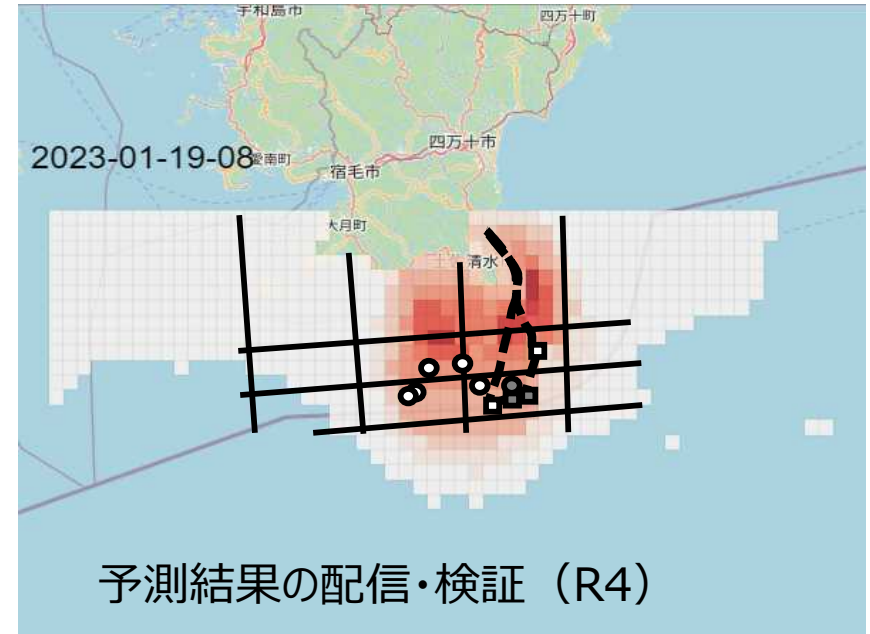 宇和島市
四万十町
四万十市
2023-01-19-08
愛南町
宿毛市
大月町
清水
予測結果の配信・検証（R4）